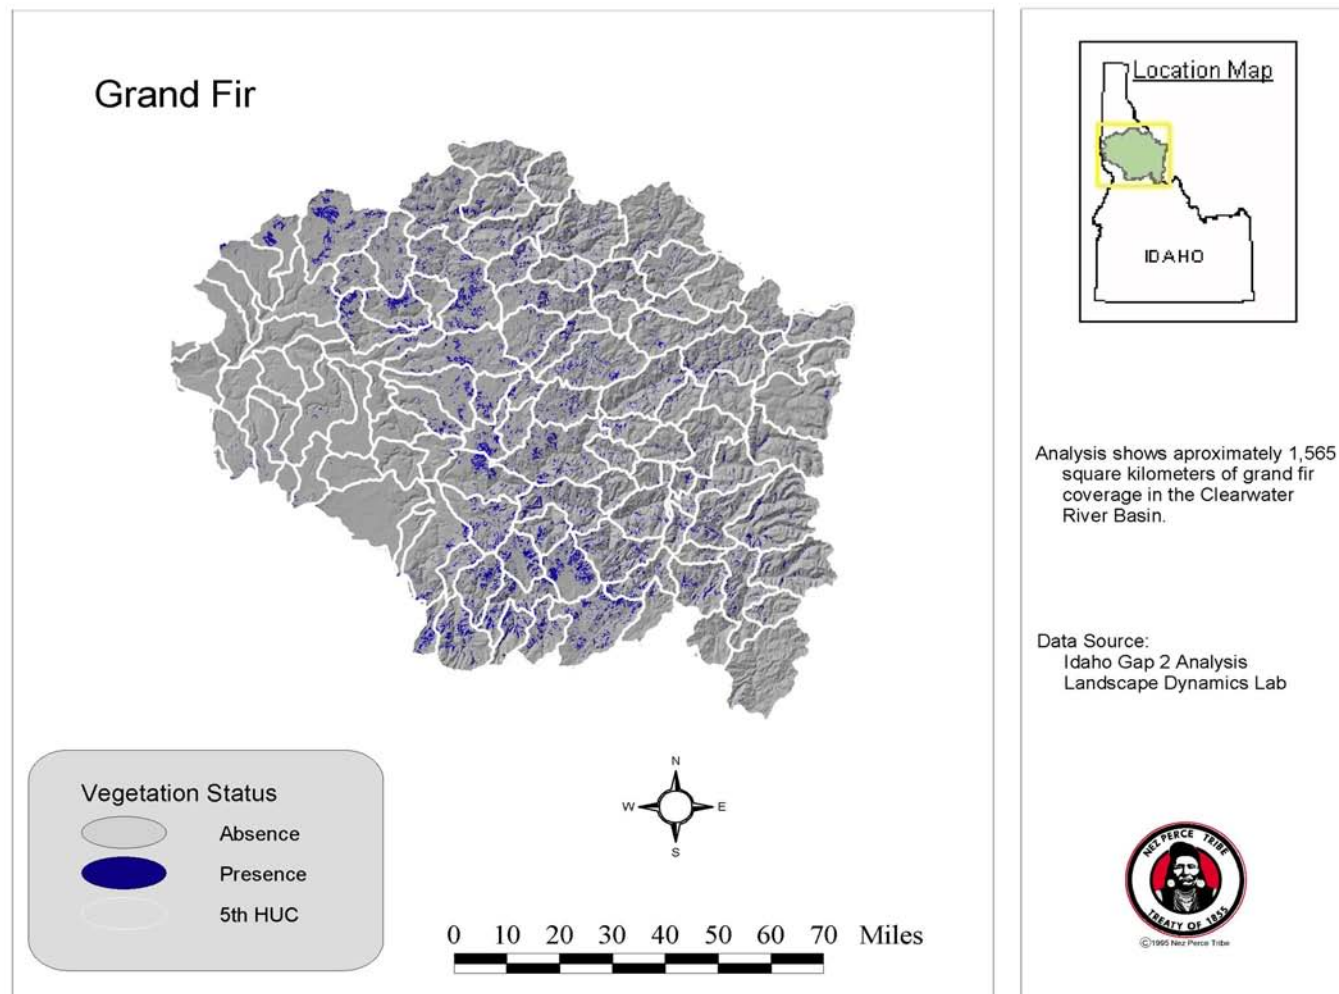 Grand Fir
Vegetation Status
Absence
Presence
5th HUC
N
W
E
S
0 10 20 30 40 50 60 70 Miles
Location Map
IDAHO
Analysis shows aproximately 1,565
square kilometers of grand fir
coverage in the Clearwater
River Basin.
Data Source:
Idaho Gap 2 Analysis
Landscape Dynamics Lab
NEZ PERCE TRIBE
TREATY OF 1855
©1995 Nez Perce Tribe